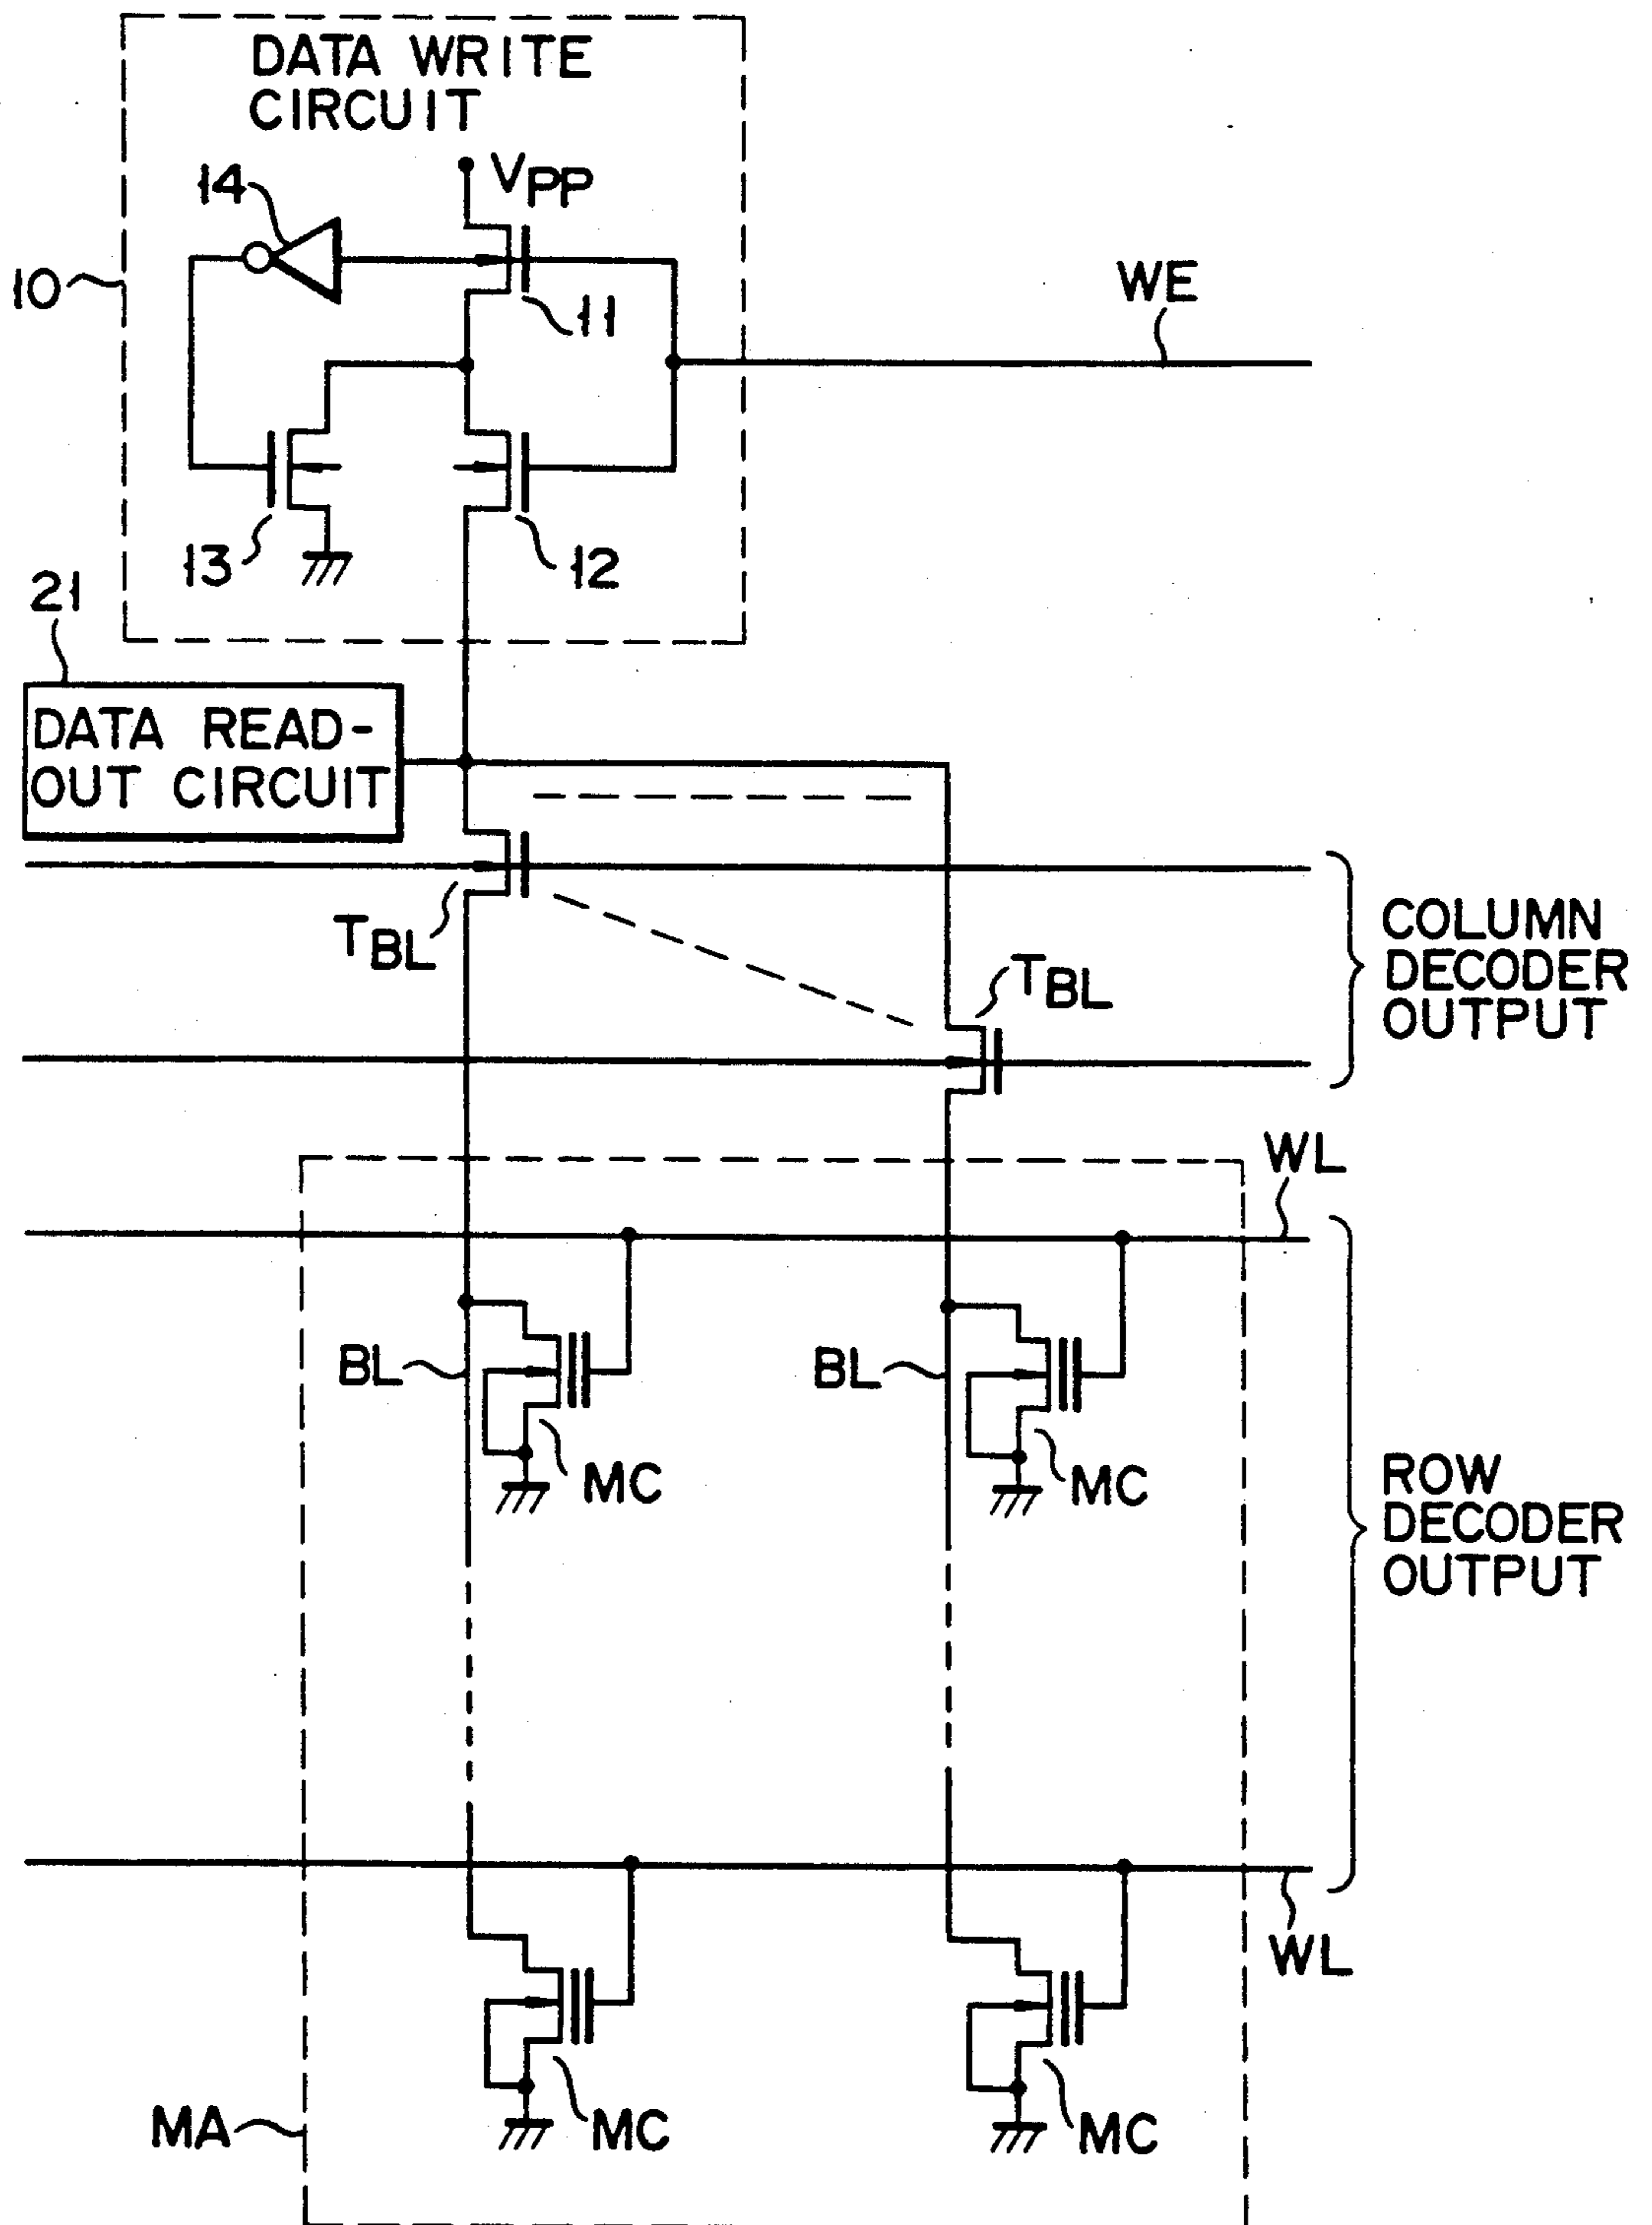 DATA WRITE
CIRCUIT
VPP
14
10
11
WE
13
12
21
DATA READ-
OUT CIRCUIT
TBL
COLUMN
DECODER
OUTPUT
TBL
WL
BL
BL
MC
MC
ROW
DECODER
OUTPUT
WL
MA
MC
MC